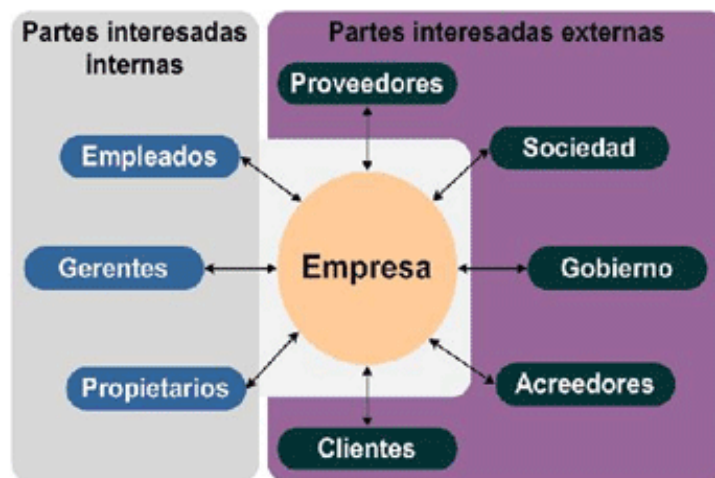 Partes interesadas
internas
Partes interesadas externas
Proveedores
Empleados
Sociedad
Gerentes
Empresa
Gobierno
Propietarios
Acreedores
Clientes